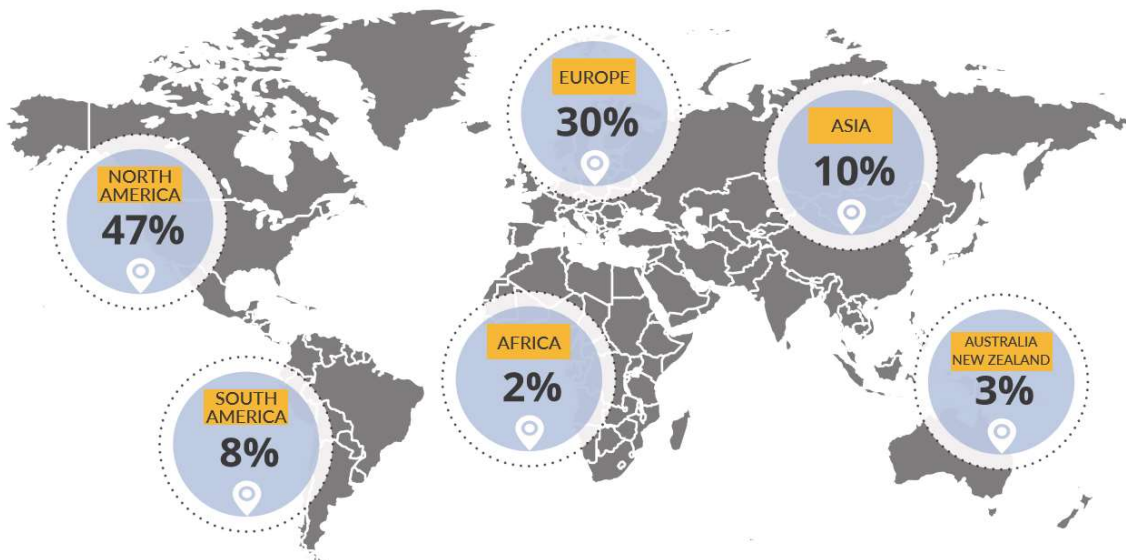 EUROPE
30%
ASIA
10%
NORTH
AMERICA
47%
AFRICA
2%
AUSTRALIA
NEW ZEALAND
3%
SOUTH
AMERICA
8%